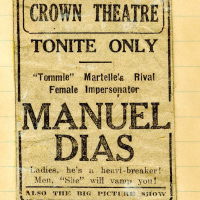 CROWN THEATRE
TONITE ONLY
"Tommie" Martelle's Rival
Female Impersonator
MANUEL
DIAS
Ladies, he's a heart-breaker!
Men, "She" will vamp you!
ALSO THE BIG PICTURE SHOW